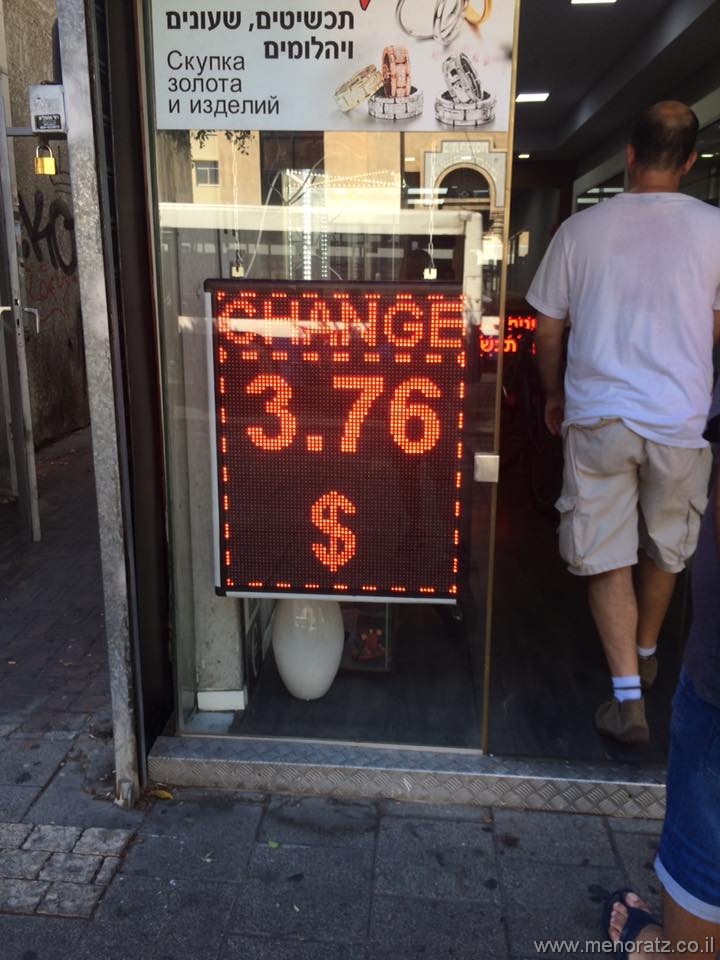 תכשיטים, שעונים
ויהלומים
Скупка
золота
и изделий
CHANGE
3.76
$
www.menoratz.co.il